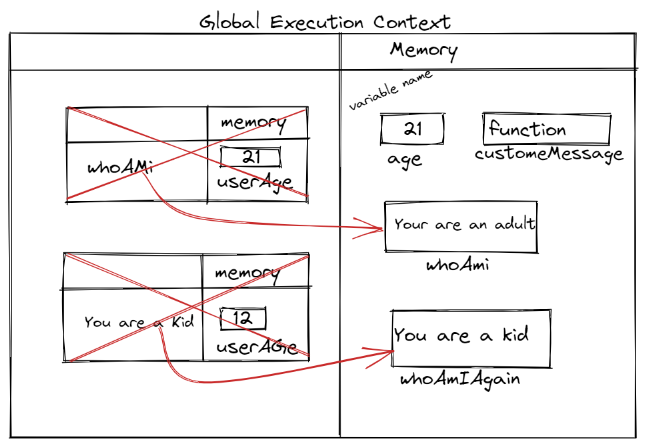 Global Execution Context
Memory
variable name
21
age
function
customeMessage
memory
whoAMi
21
userAge
Your are an adult
whoAmi
memory
You are a Kid
12
userAGe
You are a kid
whoAmIAgain